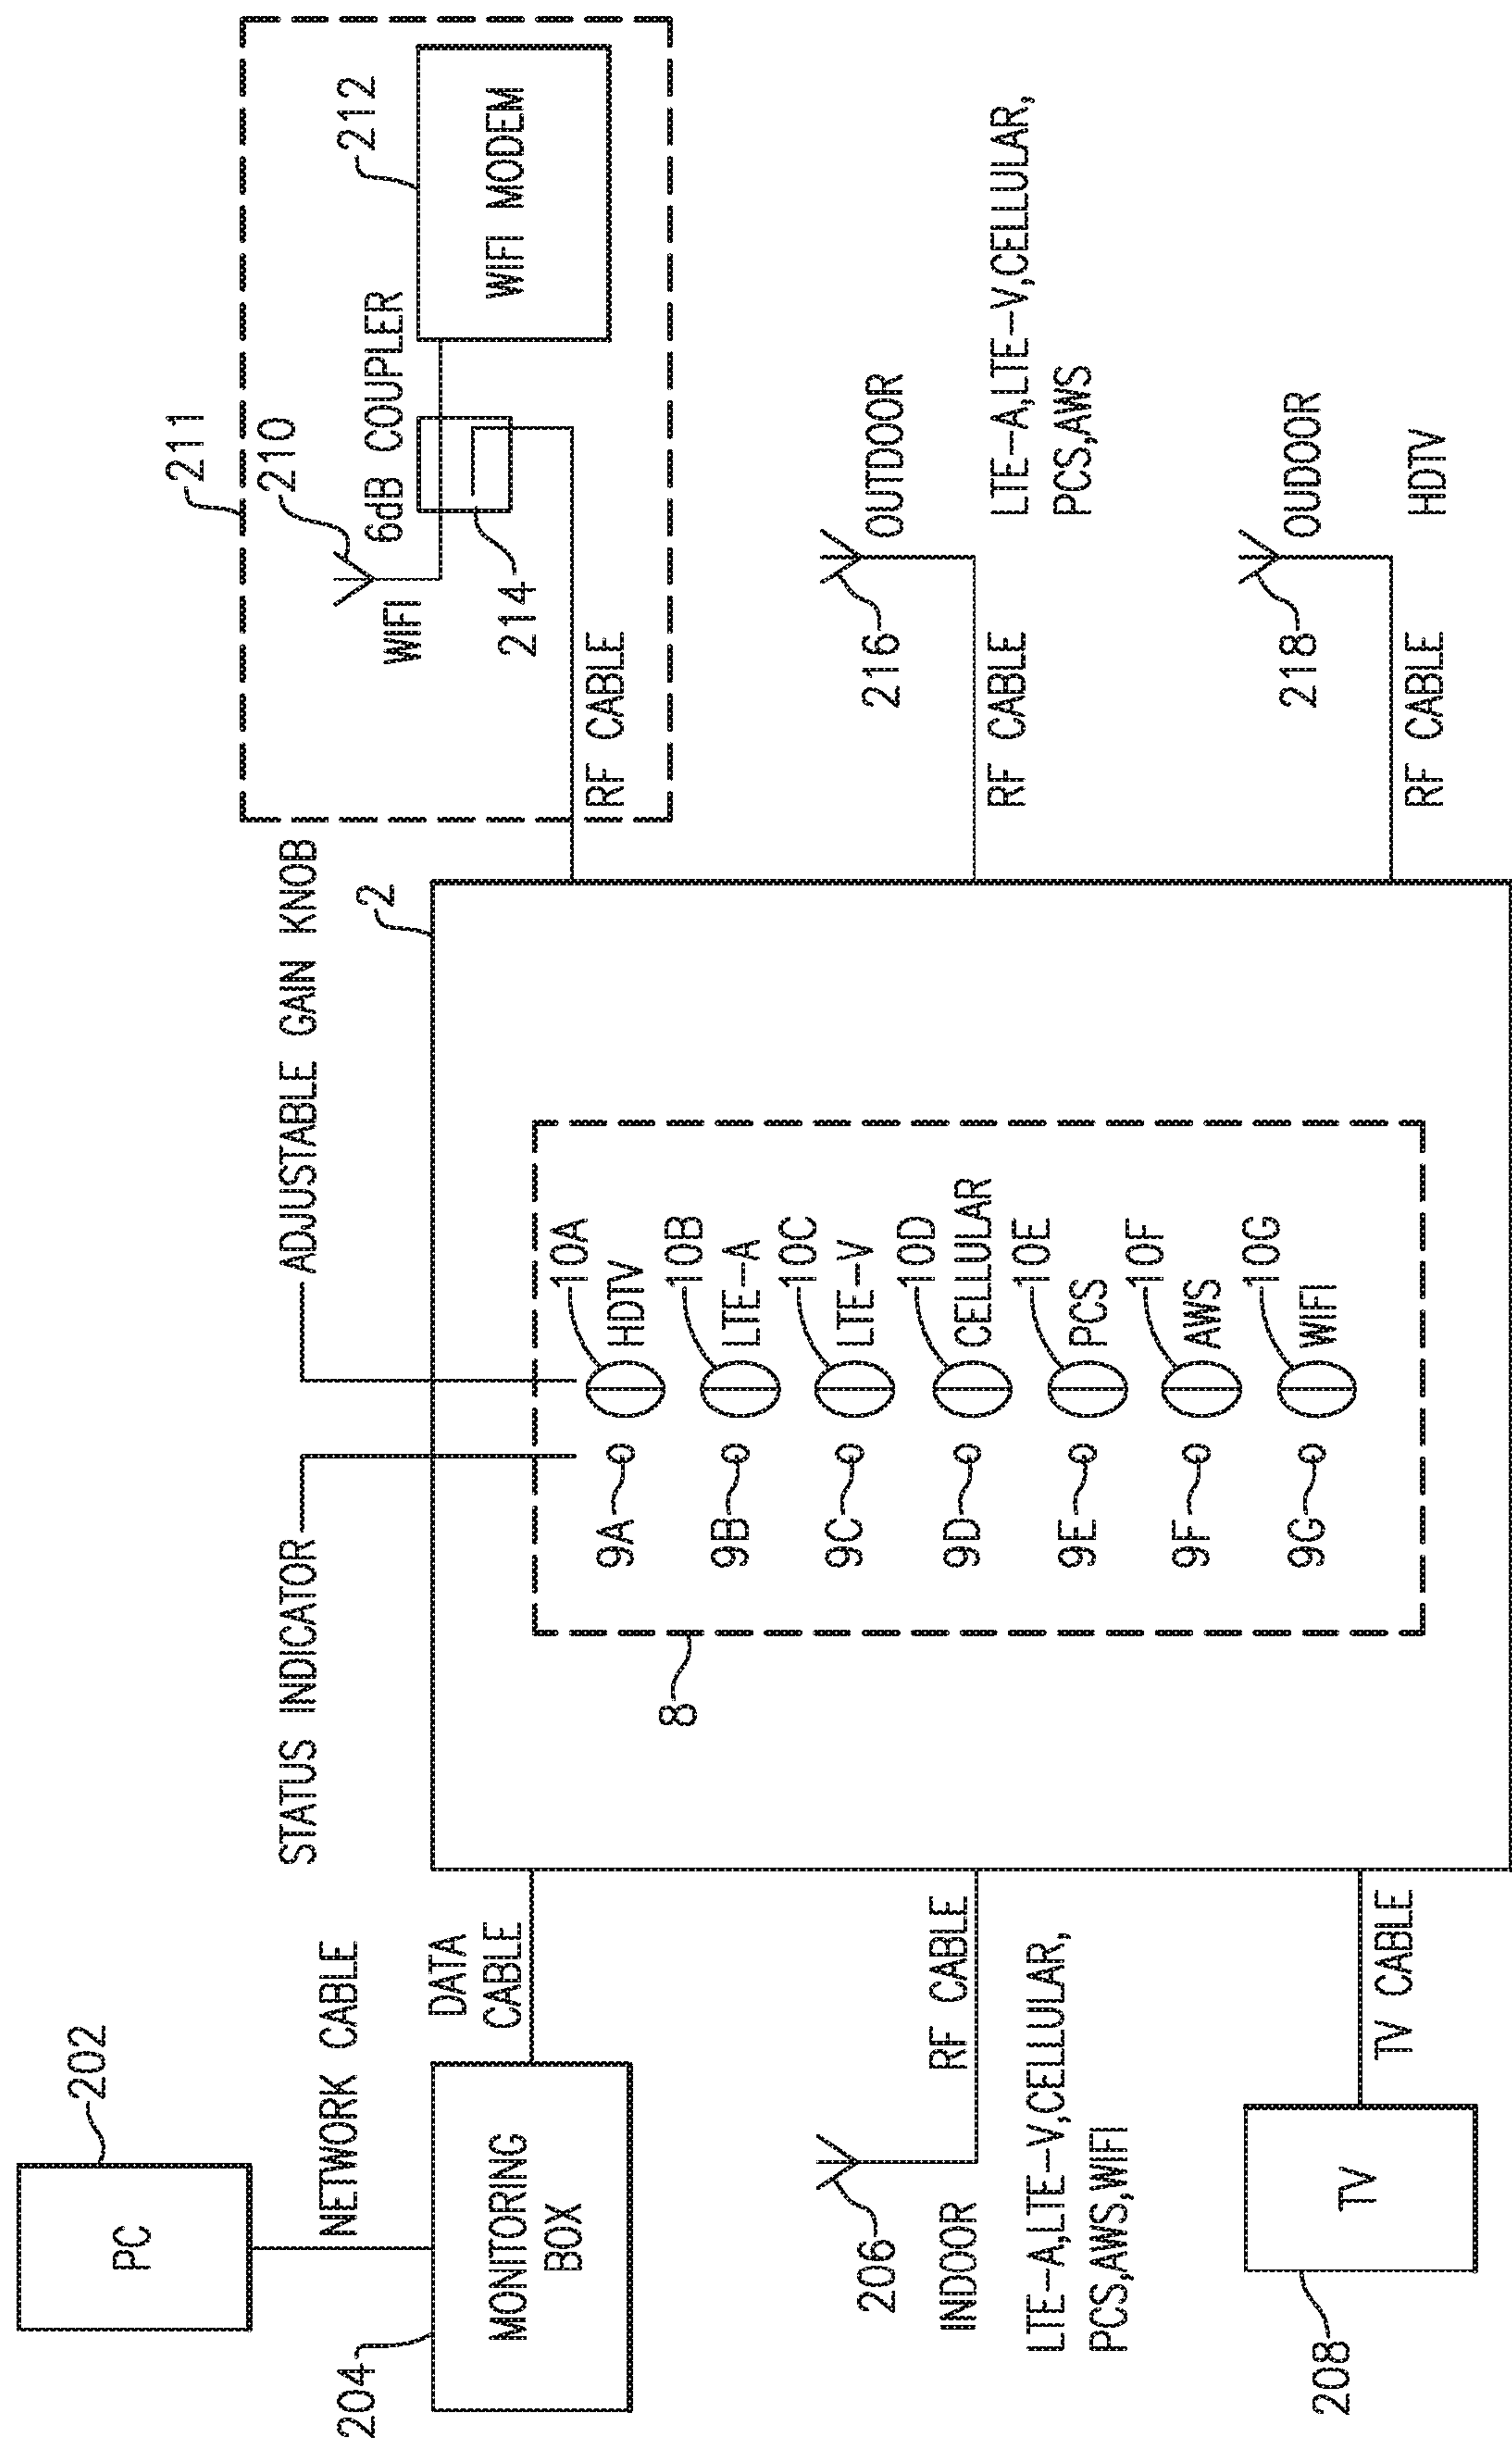 PC
202
NETWORK CABLE
204
MONITORING
BOX
DATA
CABLE
206
INDOOR
RF CABLE
LTE-A,LTE-V,CELLULAR,
PCS,AWS,WIFI
208
TV
TV CABLE
STATUS INDICATOR
ADJUSTABLE GAIN KNOB
2
8
9A
10A
HDTV
9B
10B
LTE-A
9C
10C
LTE-V
9D
10D
CELLULAR
9E
10E
PCS
9F
10F
AWS
9G
10G
WIFI
211
210
WIFI
6dB COUPLER
214
212
WIFI MODEM
RF CABLE
216
OUTDOOR
RF CABLE
LTE-A,LTE-V,CELLULAR,
PCS,AWS
218
OUDOOR
RF CABLE
HDTV